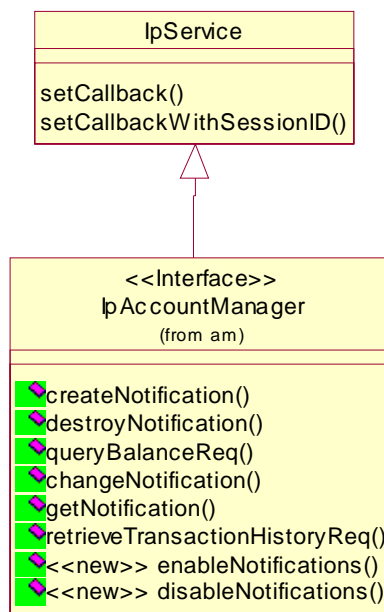 IpService
setCallback()
setCallbackWithSessionID()
<<Interface>>
IpAccountManager
(from am)
createNotification()
destroyNotification()
queryBalanceReq()
changeNotification()
getNotification()
retrieveTransactionHistoryReq()
<<new>> enableNotifications()
<<new>> disableNotifications()